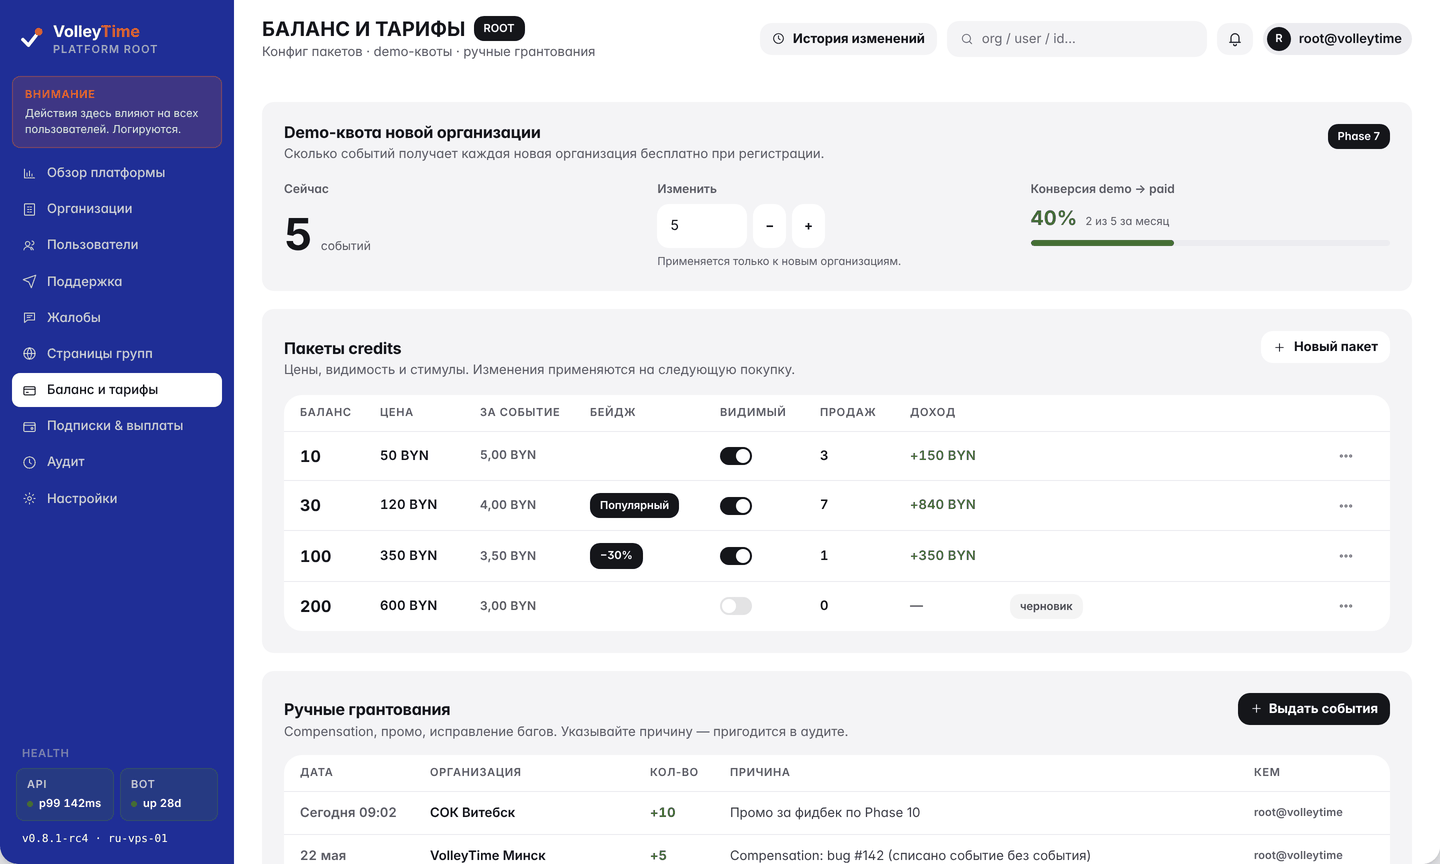 VolleyTime
PLATFORM ROOT
ВНИМАНИЕ
Действия здесь влияют на всех
пользователей. Логируются.
Обзор платформы
Организации
Пользователи
Поддержка
Жалобы
Страницы групп
Баланс и тарифы
Подписки & выплаты
Аудит
Настройки
HEALTH
API
p99 142ms
BOT
up 28d
v0.8.1-rc4 · ru-vps-01
БАЛАНС И ТАРИФЫ ROOT
Конфиг пакетов · demo-квоты · ручные грантования
История изменений
org / user / id...
R root@volleytime
Demo-квота новой организации
Сколько событий получает каждая новая организация бесплатно при регистрации.
Phase 7
Сейчас
5 событий
Изменить
5 − +
Применяется только к новым организациям.
Конверсия demo → paid
40% 2 из 5 за месяц
Пакеты credits
Цены, видимость и стимулы. Изменения применяются на следующую покупку.
+ Новый пакет
БАЛАНС ЦЕНА ЗА СОБЫТИЕ БЕЙДЖ ВИДИМЫЙ ПРОДАЖ ДОХОД
10 50 BYN 5,00 BYN 3 +150 BYN •••
30 120 BYN 4,00 BYN Популярный 7 +840 BYN •••
100 350 BYN 3,50 BYN −30% 1 +350 BYN •••
200 600 BYN 3,00 BYN 0 — черновик •••
Ручные грантования
Compensation, промо, исправление багов. Указывайте причину — пригодится в аудите.
+ Выдать события
ДАТА ОРГАНИЗАЦИЯ КОЛ-ВО ПРИЧИНА КЕМ
Сегодня 09:02 СОК Витебск +10 Промо за фидбек по Phase 10 root@volleytime
22 мая VolleyTime Минск +5 Compensation: bug #142 (списано событие без события) root@volleytime